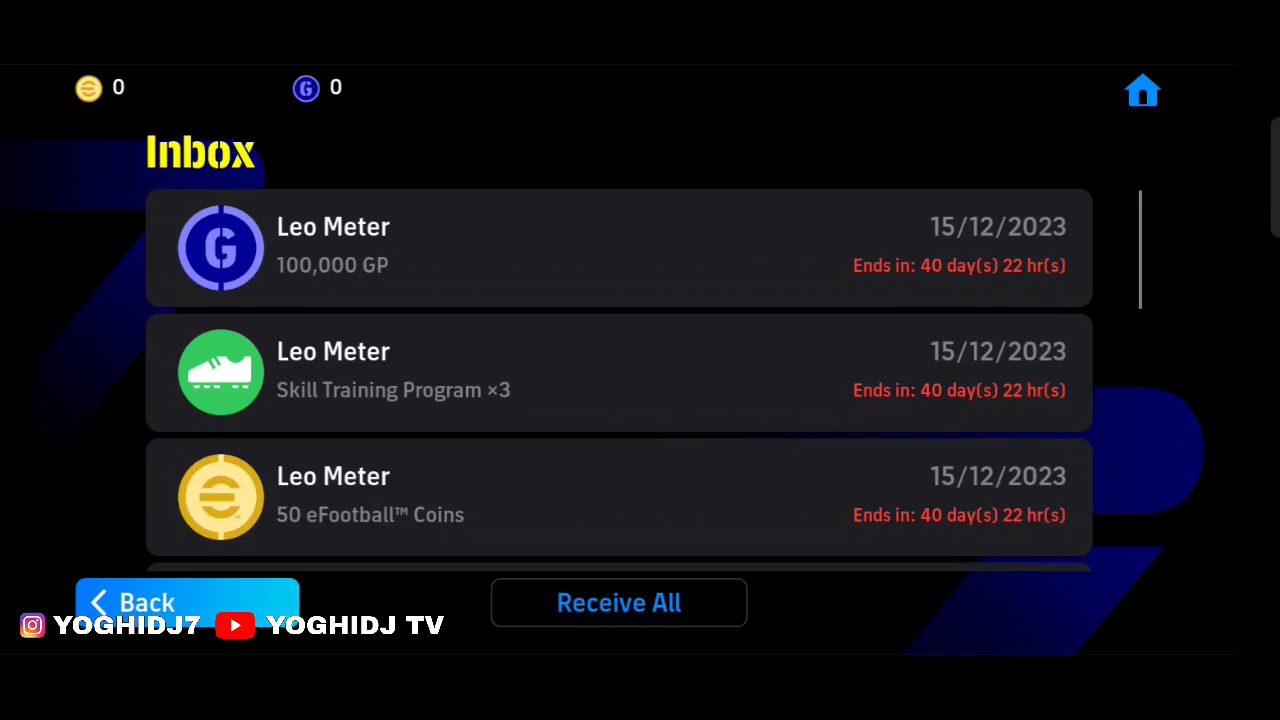 0
G 0
Inbox
G
Leo Meter
15/12/2023
100,000 GP
Ends in: 40 day(s) 22 hr(s)
Leo Meter
15/12/2023
Skill Training Program ×3
Ends in: 40 day(s) 22 hr(s)
Leo Meter
15/12/2023
50 eFootball™ Coins
Ends in: 40 day(s) 22 hr(s)
Back
Receive All
YOGHIDJ7 YOGHIDJ TV